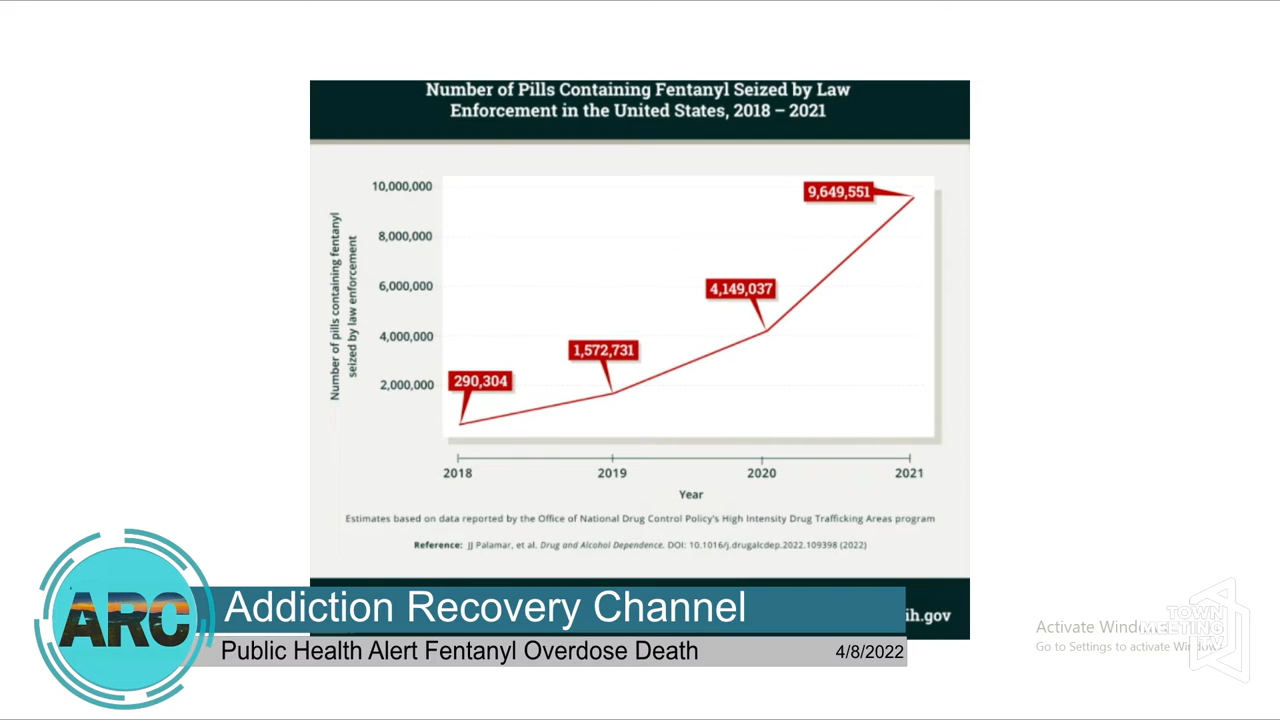 Number of Pills Containing Fentanyl Seized by Law
Enforcement in the United States, 2018 – 2021
Number of pills containing fentanyl
seized by law enforcement
10,000,000
8,000,000
6,000,000
4,000,000
2,000,000
290,304
1,572,731
4,149,037
9,649,551
2018
2019
2020
2021
Year
Estimates based on data reported by the Office of National Drug Control Policy's High Intensity Drug Trafficking Areas program
Reference: JJ Palamar, et al. Drug and Alcohol Dependence. DOI: 10.1016/j.drugalcdep.2022.109398 (2022)
ih.gov
ARC
Addiction Recovery Channel
Public Health Alert Fentanyl Overdose Death
4/8/2022
Activate Windo
Go to Settings to activate Windows
TOWN
MEETING
TV